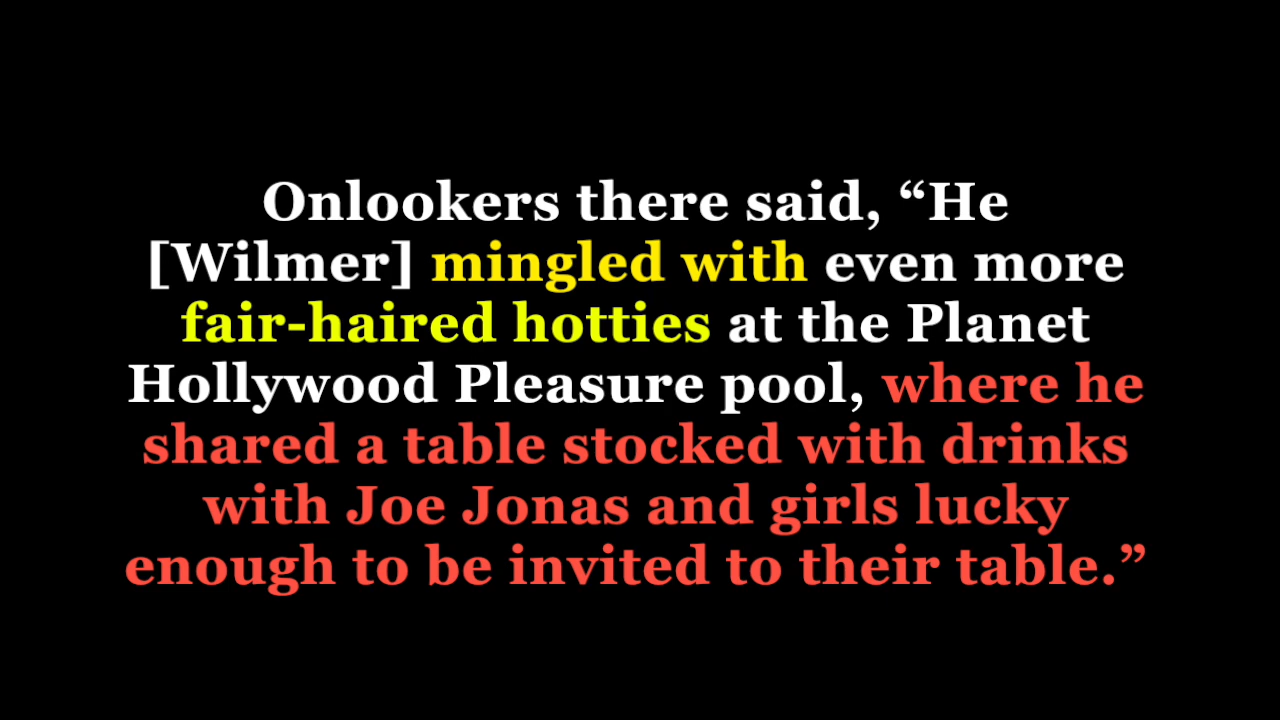 Onlookers there said, “He
[Wilmer] mingled with even more
fair-haired hotties at the Planet
Hollywood Pleasure pool, where he
shared a table stocked with drinks
with Joe Jonas and girls lucky
enough to be invited to their table.”